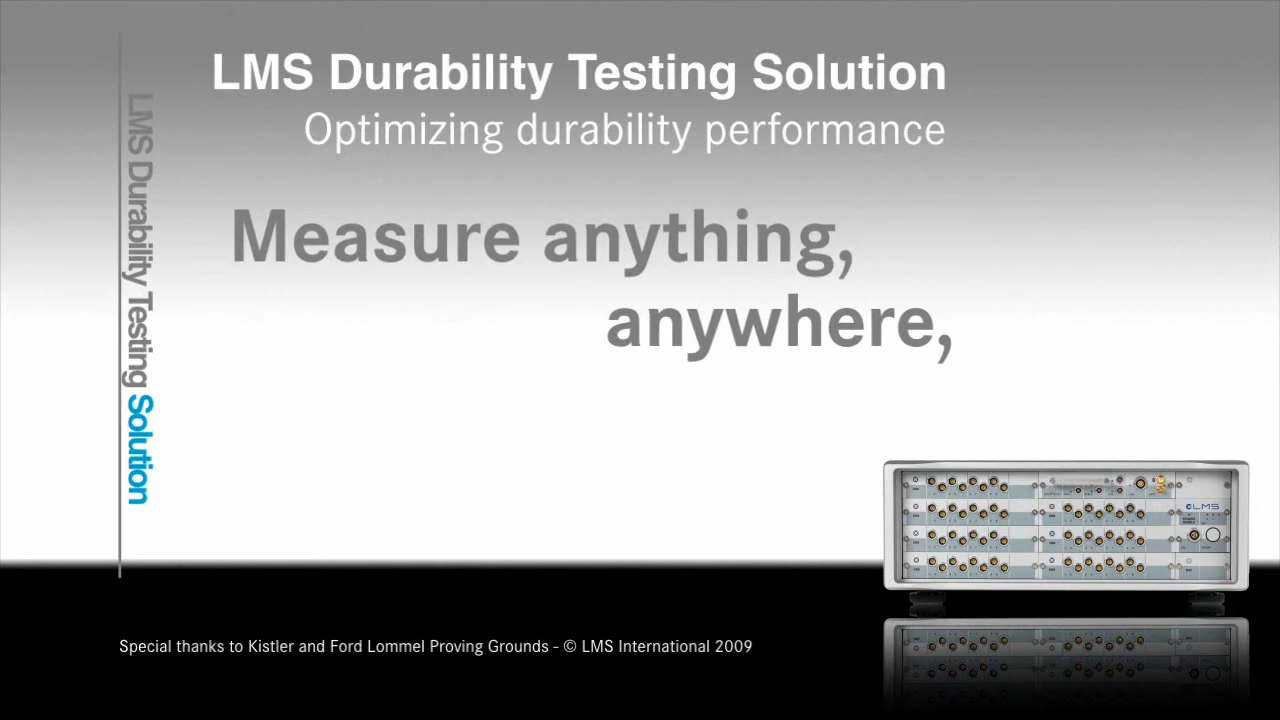 LMS Durability Testing Solution
Optimizing durability performance
Measure anything,
anywhere,
LMS Durability Testing Solution
LMS
Special thanks to Kistler and Ford Lommel Proving Grounds - © LMS International 2009